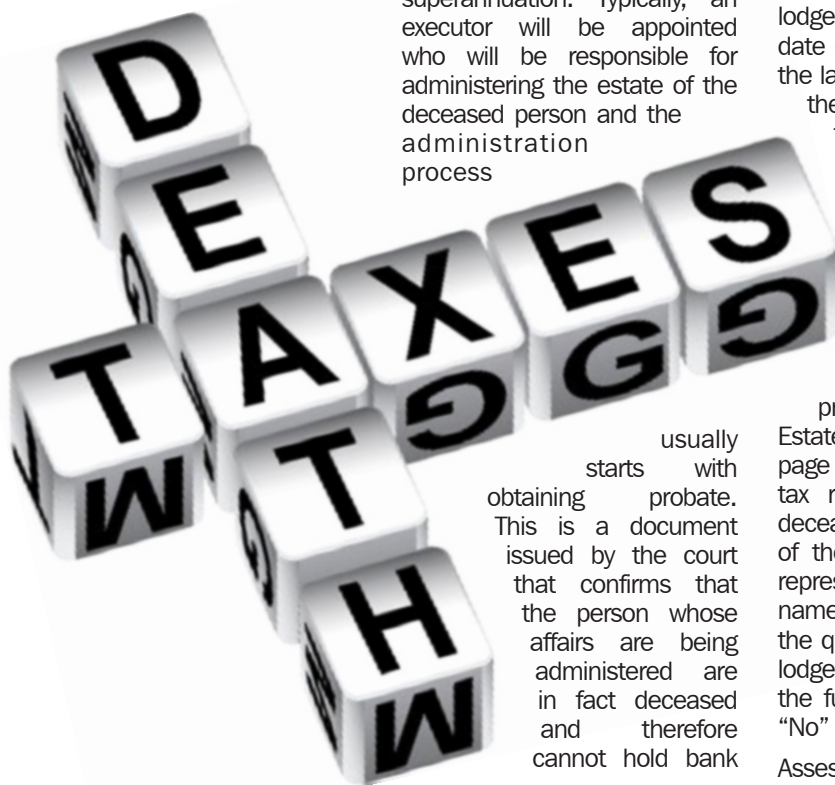 superannuation. Typically, an
executor will be appointed
who will be responsible for
administering the estate of the
deceased person and the
administration
process
usually
starts with
obtaining probate.
This is a document
issued by the court
that confirms that
the person whose
affairs are being
administered are
in fact deceased
and therefore
cannot hold bank
lodge
date
the la
the
pr
Estate
page
tax r
decea
of the
repres
name
the q
lodge
the fu
“No”
Asses
D
E
TAXES
T
H
G G G
M
G
M